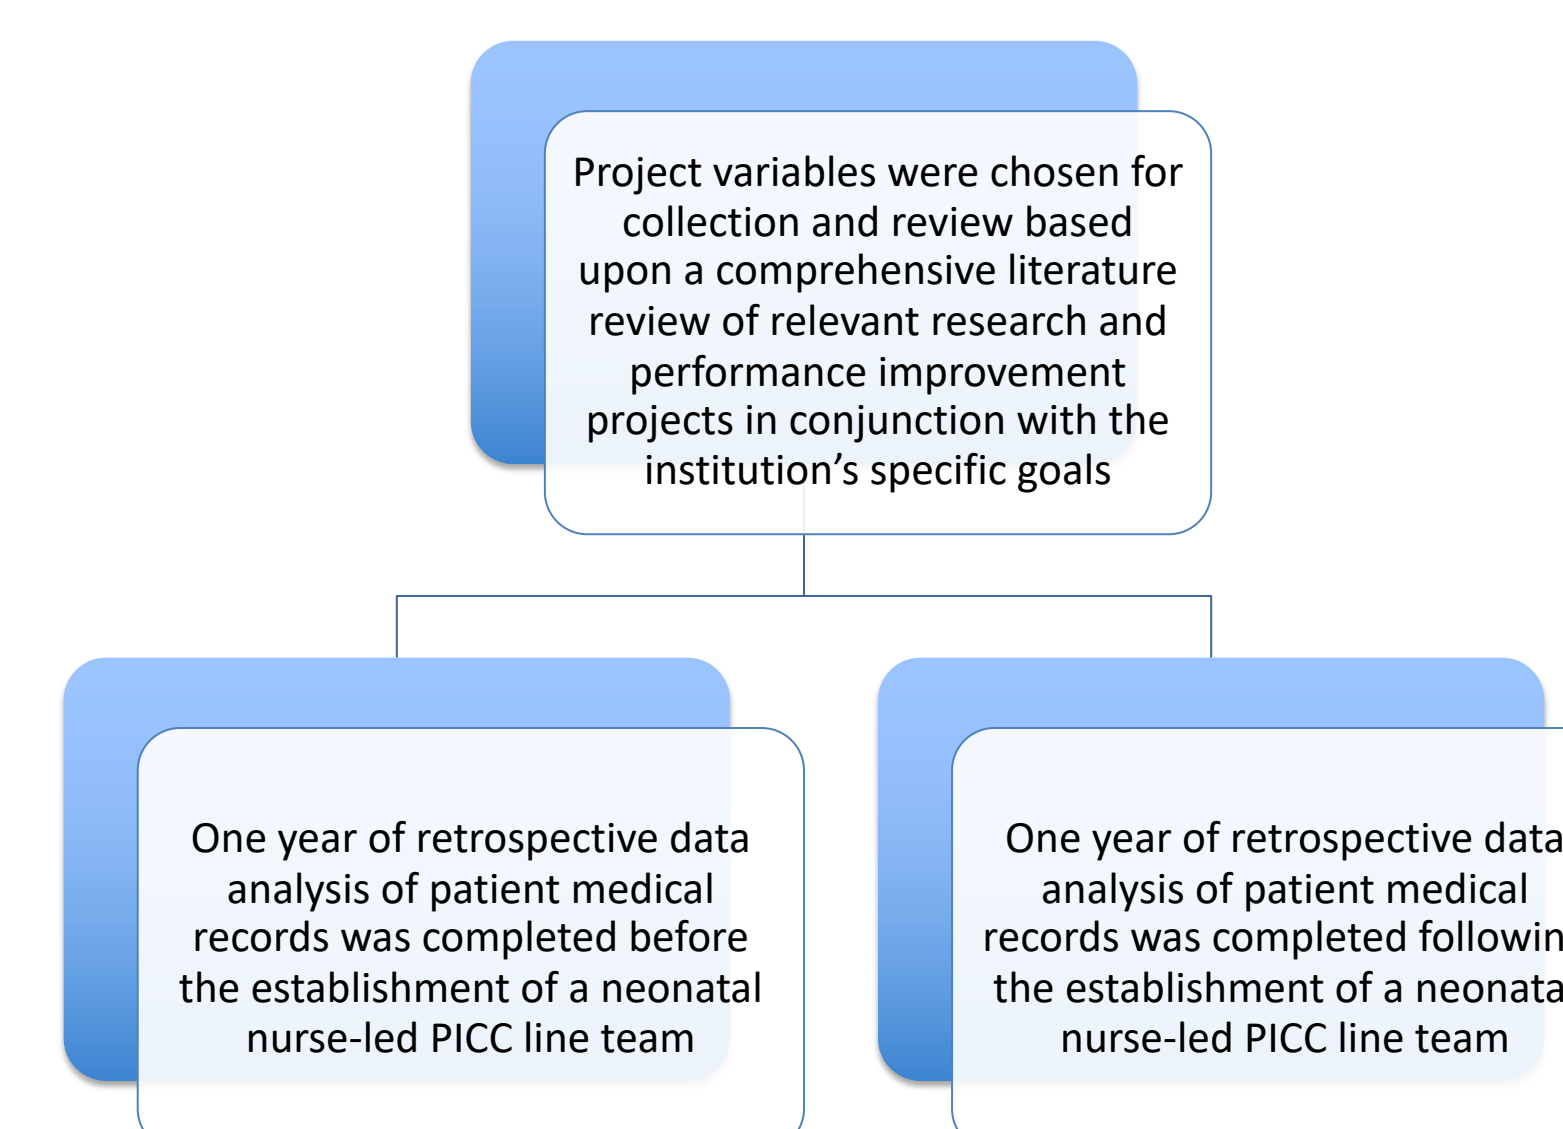 Project variables were chosen for
collection and review based
upon a comprehensive literature
review of relevant research and
performance improvement
projects in conjunction with the
institution’s specific goals
One year of retrospective data
analysis of patient medical
records was completed before
the establishment of a neonatal
nurse-led PICC line team
One year of retrospective data
analysis of patient medical
records was completed followin
the establishment of a neonata
nurse-led PICC line team